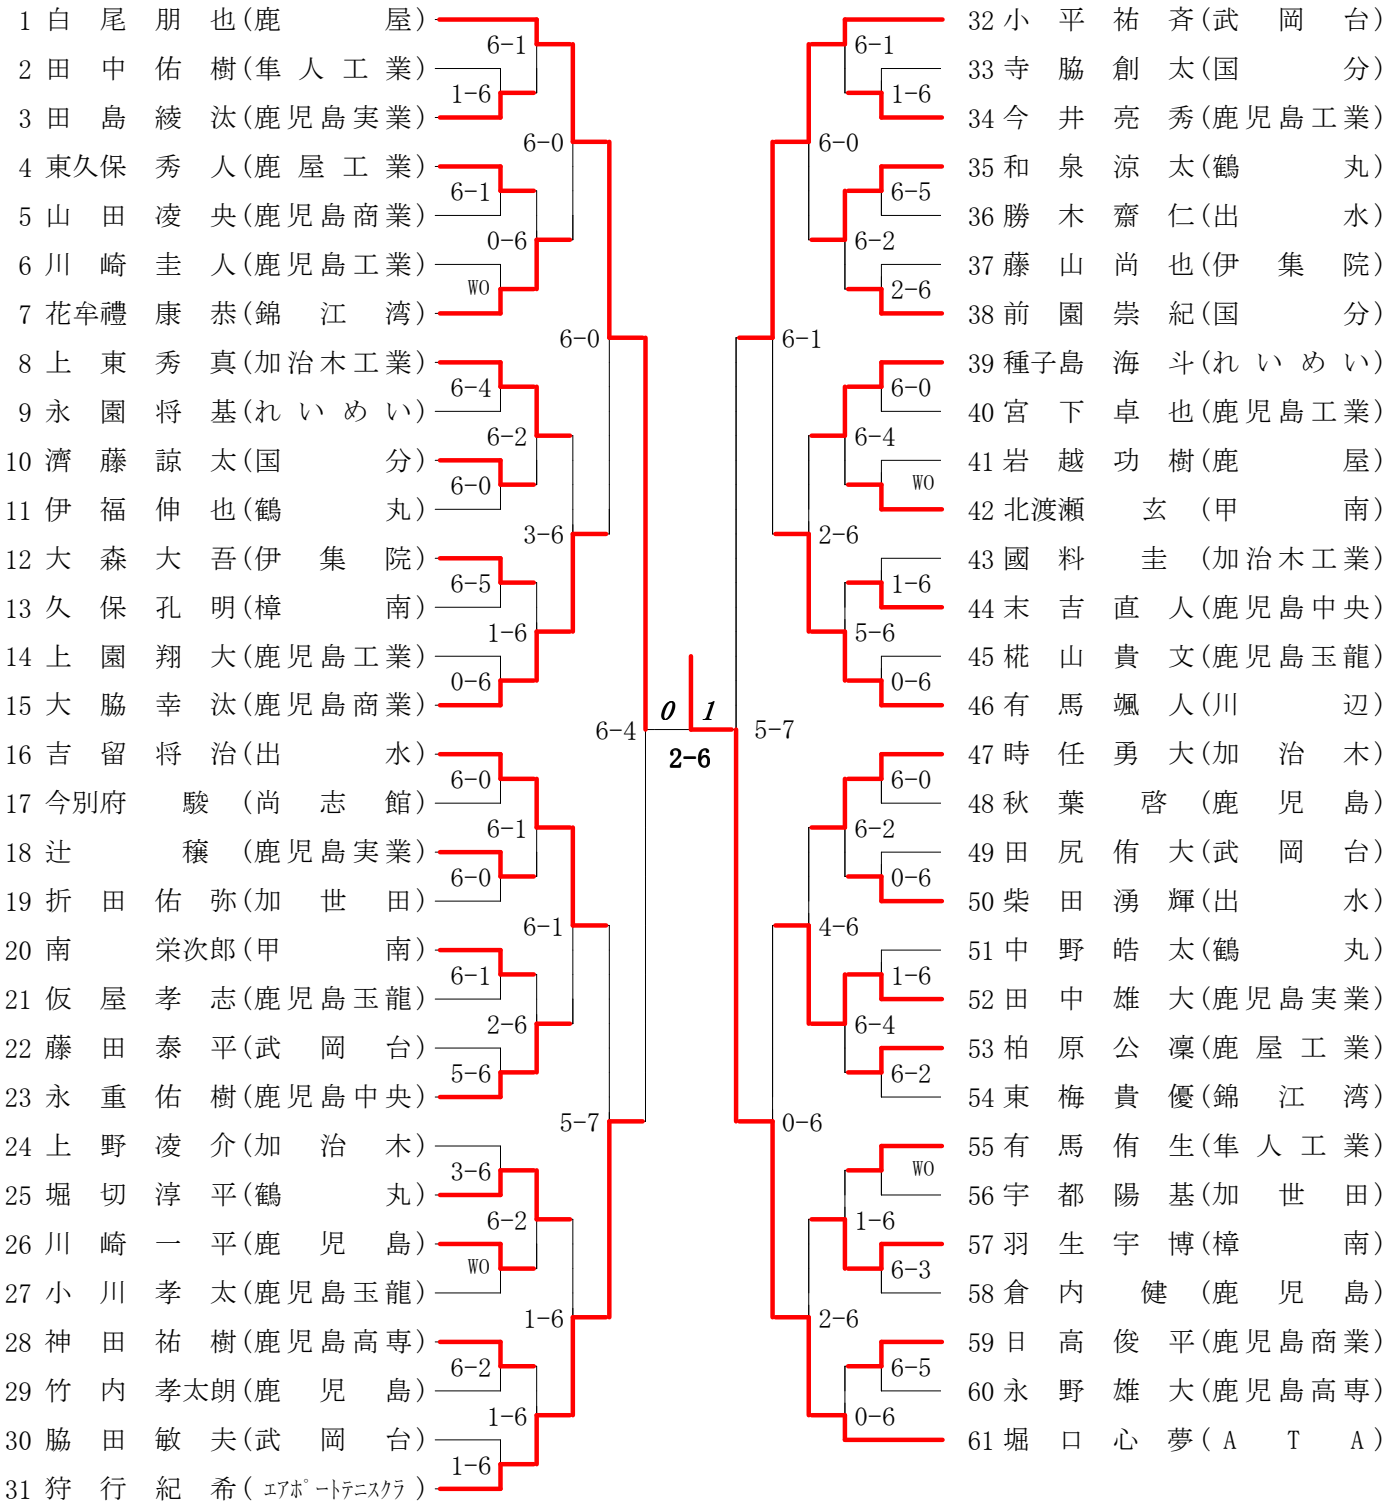 1 白尾朋也(鹿屋)
2 田中佑樹(隼人工業)
3 田島綾汰(鹿児島実業)
4 東久保秀人(鹿屋工業)
5 山田凌央(鹿児島商業)
6 川崎圭人(鹿児島工業)
7 花牟禮康恭(錦江湾)
8 上東秀真(加治木工業)
9 永園将基(れいめい)
10 濟藤諒太(国分)
11 伊福伸也(鶴丸)
12 大森大吾(伊集院)
13 久保孔明(樟南)
14 上園翔大(鹿児島工業)
15 大脇幸汰(鹿児島商業)
16 吉留将治(出水)
17 今別府駿(尚志館)
18 辻穣(鹿児島実業)
19 折田佑弥(加世田)
20 南栄次郎(甲南)
21 仮屋孝志(鹿児島玉龍)
22 藤田泰平(武岡台)
23 永重佑樹(鹿児島中央)
24 上野凌介(加治木)
25 堀切淳平(鶴丸)
26 川崎一平(鹿児島)
27 小川孝太(鹿児島玉龍)
28 神田祐樹(鹿児島高専)
29 竹内孝太朗(鹿児島)
30 脇田敏夫(武岡台)
31 狩行紀希(エアポートテニスクラブ)
6-1
1-6
6-1
WO
6-4
6-0
6-5
0-6
6-0
6-0
6-1
5-6
3-6
WO
6-2
1-6
0-6
6-2
1-6
6-1
2-6
6-2
1-6
6-0
3-6
6-1
1-6
6-0
5-7
6-4
0 1
2-6
5-7
6-1
0-6
6-0
2-6
4-6
2-6
6-1
6-2
6-4
5-6
6-2
6-4
1-6
0-6
1-6
6-5
2-6
6-0
WO
1-6
0-6
6-0
0-6
1-6
6-2
WO
6-3
6-5
32 小平祐斉(武岡台)
33 寺脇創太(国分)
34 今井亮秀(鹿児島工業)
35 和泉涼太(鶴丸)
36 勝木齋仁(出水)
37 藤山尚也(伊集院)
38 前園崇紀(国分)
39 種子島海斗(れいめい)
40 宮下卓也(鹿児島工業)
41 岩越功樹(鹿屋)
42 北渡瀬玄(甲南)
43 國料圭(加治木工業)
44 末吉直人(鹿児島中央)
45 椛山貴文(鹿児島玉龍)
46 有馬颯人(川辺)
47 時任勇大(加治木)
48 秋葉啓(鹿児島)
49 田尻侑大(武岡台)
50 柴田湧輝(出水)
51 中野皓太(鶴丸)
52 田中雄大(鹿児島実業)
53 柏原公凜(鹿屋工業)
54 東梅貴優(錦江湾)
55 有馬侑生(隼人工業)
56 宇都陽基(加世田)
57 羽生宇博(樟南)
58 倉内健(鹿児島)
59 日高俊平(鹿児島商業)
60 永野雄大(鹿児島高専)
61 堀口心夢(ATA)